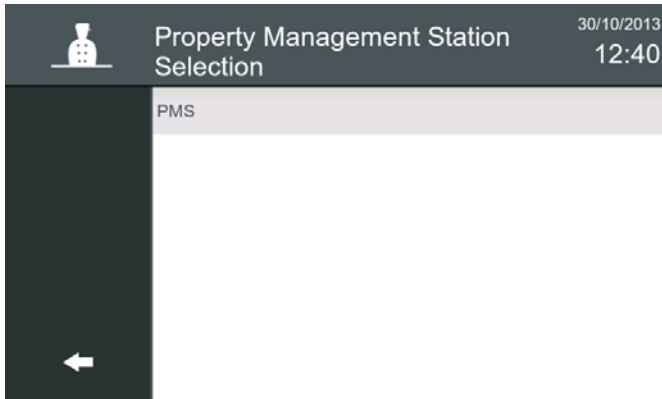 Property Management Station
Selection
30/10/2013
12:40
PMS